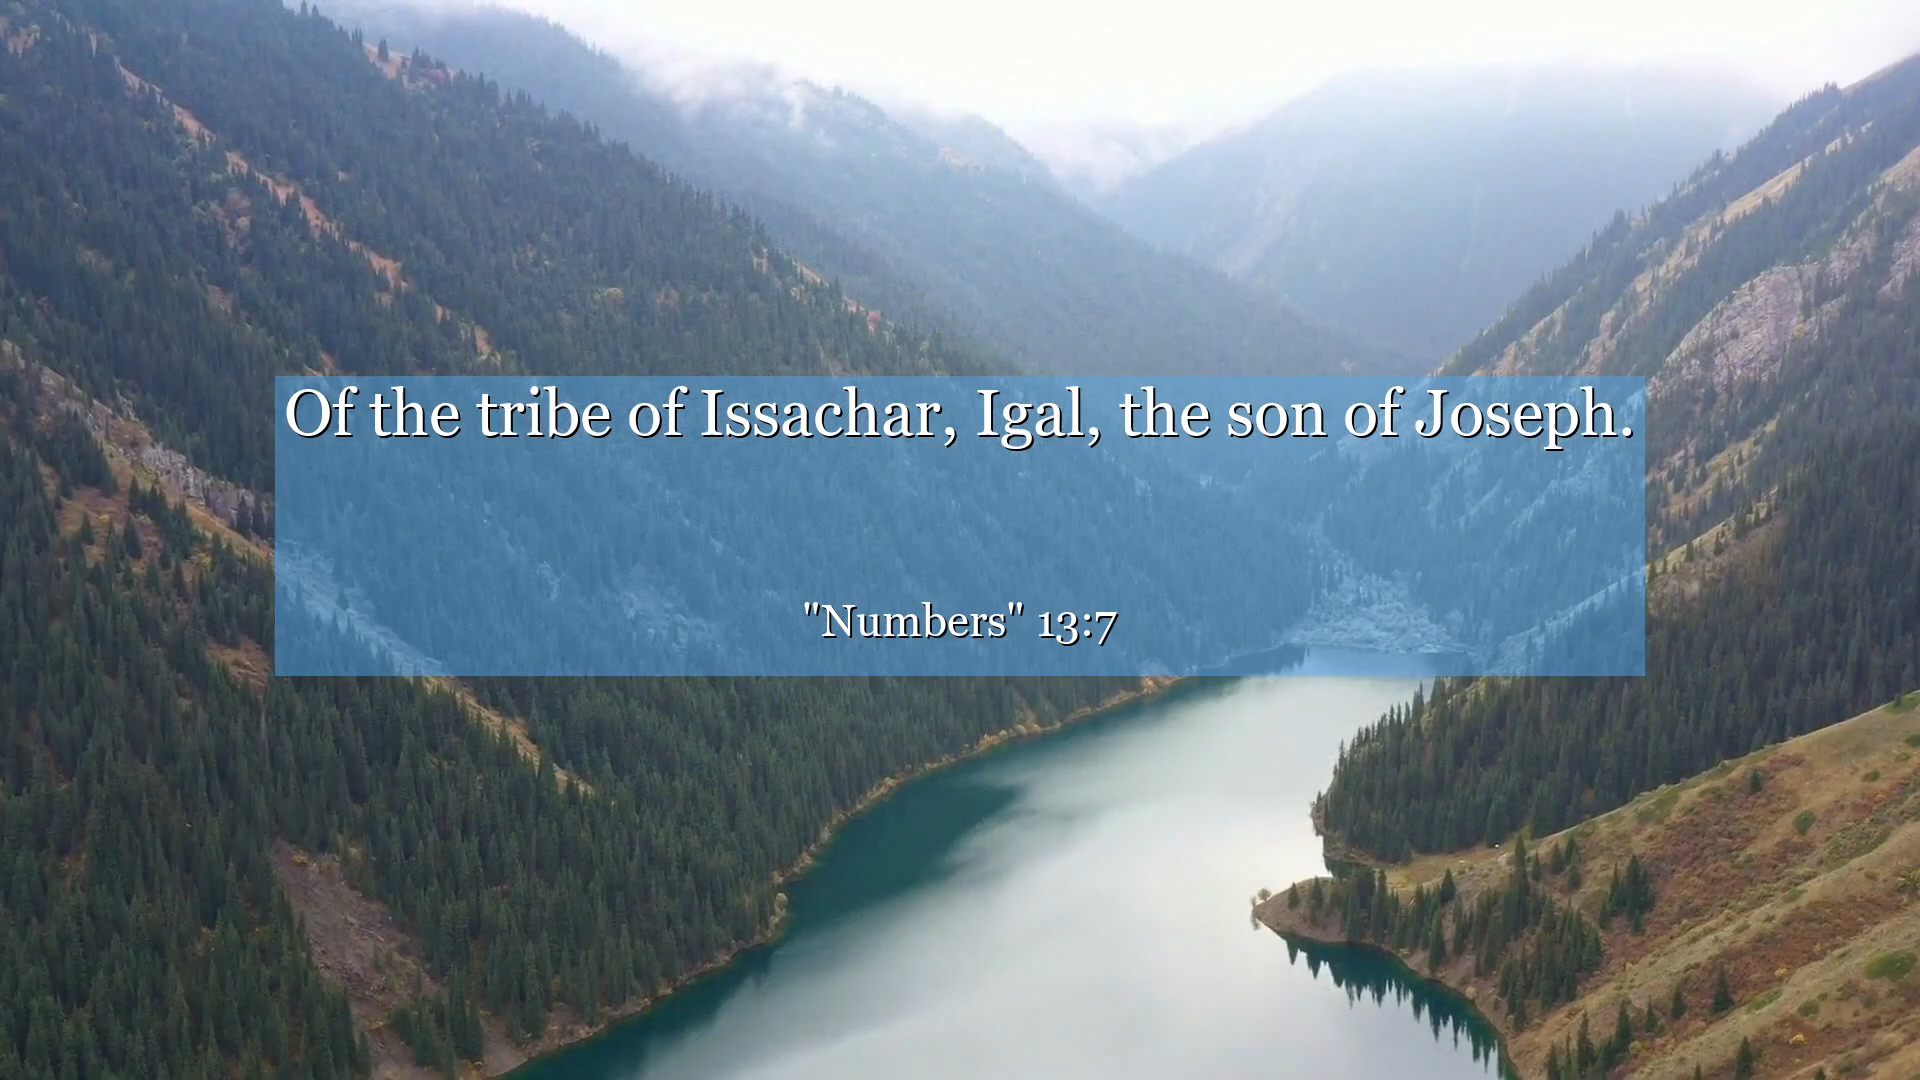 Of the tribe of Issachar, Igal, the son of Joseph.
"Numbers" 13:7